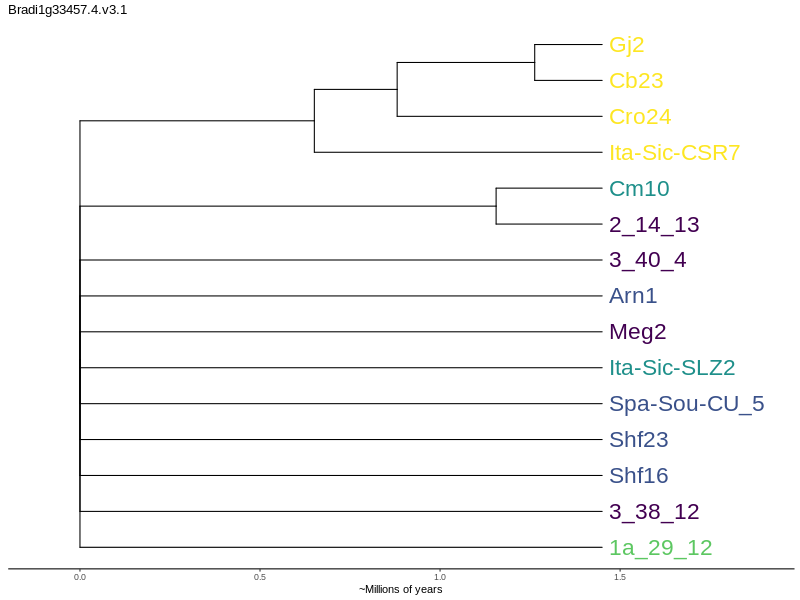 Bradi1g33457.4.v3.1
Gj2
Cb23
Cro24
Ita-Sic-CSR7
Cm10
2_14_13
3_40_4
Arn1
Meg2
Ita-Sic-SLZ2
Spa-Sou-CU_5
Shf23
Shf16
3_38_12
1a_29_12
0.0 0.5 1.0 1.5
~Millions of years